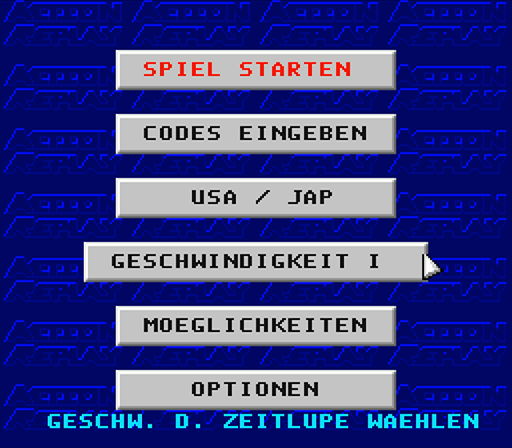 SPIEL STARTEN
CODES EINGEBEN
USA / JAP
GESCHWINDIGKEIT I
MOEGLICHKEITEN
OPTIONEN
GESCHW. D. ZEITLUPE WAEHLEN